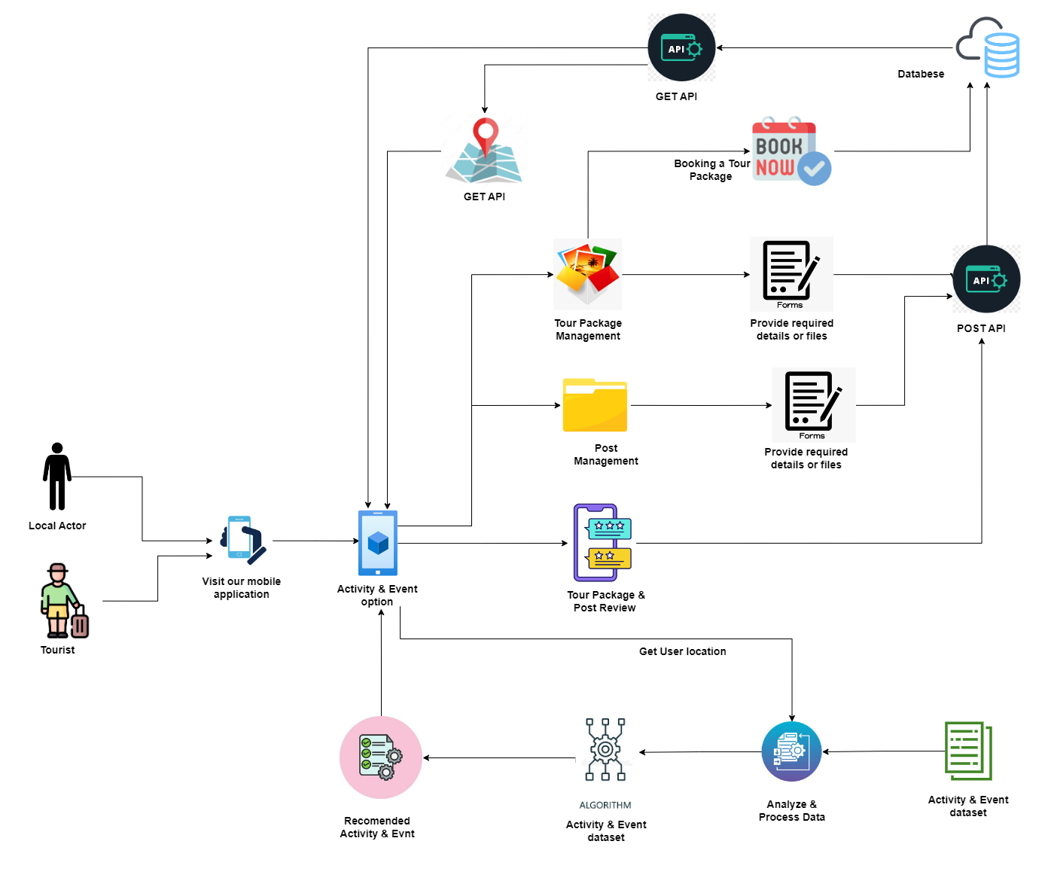 API
GET API
Databese
GET API
BOOK
NOW
Booking a Tour
Package
Tour Package
Management
Forms
Provide required
details or files
API
POST API
Post
Management
Forms
Provide required
details or files
Local Actor
Visit our mobile
application
Activity & Event
option
Tour Package &
Post Review
Tourist
Get User location
Recomended
Activity & Evnt
ALGORITHM
Activity & Event
dataset
Analyze &
Process Data
Activity & Event
dataset